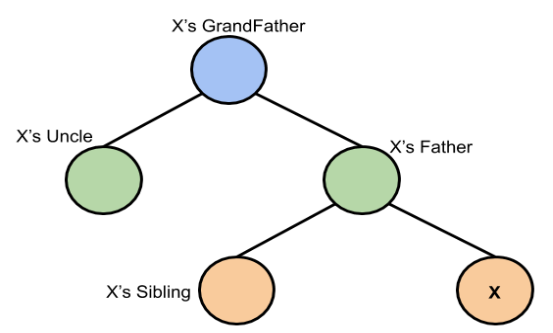 X's GrandFather
X's Uncle
X's Father
X's Sibling
X